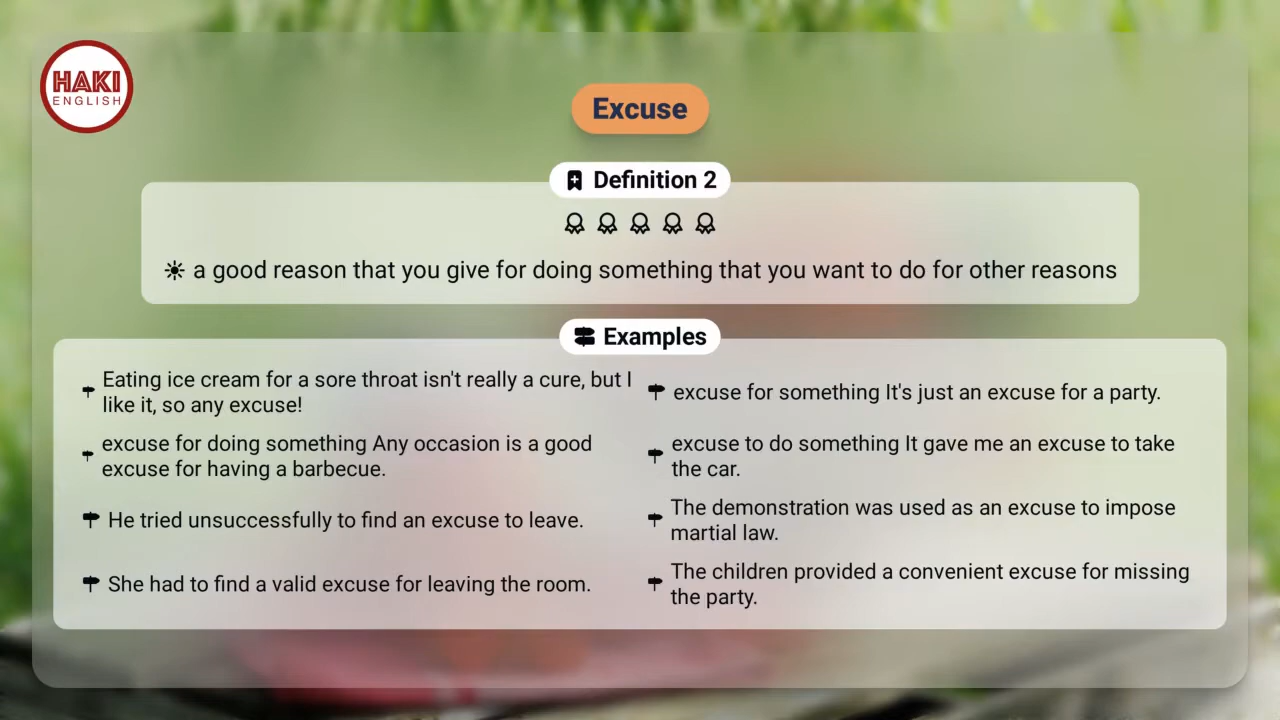 HAKI
ENGLISH
Excuse
Definition 2
a good reason that you give for doing something that you want to do for other reasons
Examples
Eating ice cream for a sore throat isn't really a cure, but I
like it, so any excuse!
excuse for something It's just an excuse for a party.
excuse for doing something Any occasion is a good
excuse for having a barbecue.
excuse to do something It gave me an excuse to take
the car.
He tried unsuccessfully to find an excuse to leave.
The demonstration was used as an excuse to impose
martial law.
She had to find a valid excuse for leaving the room.
The children provided a convenient excuse for missing
the party.